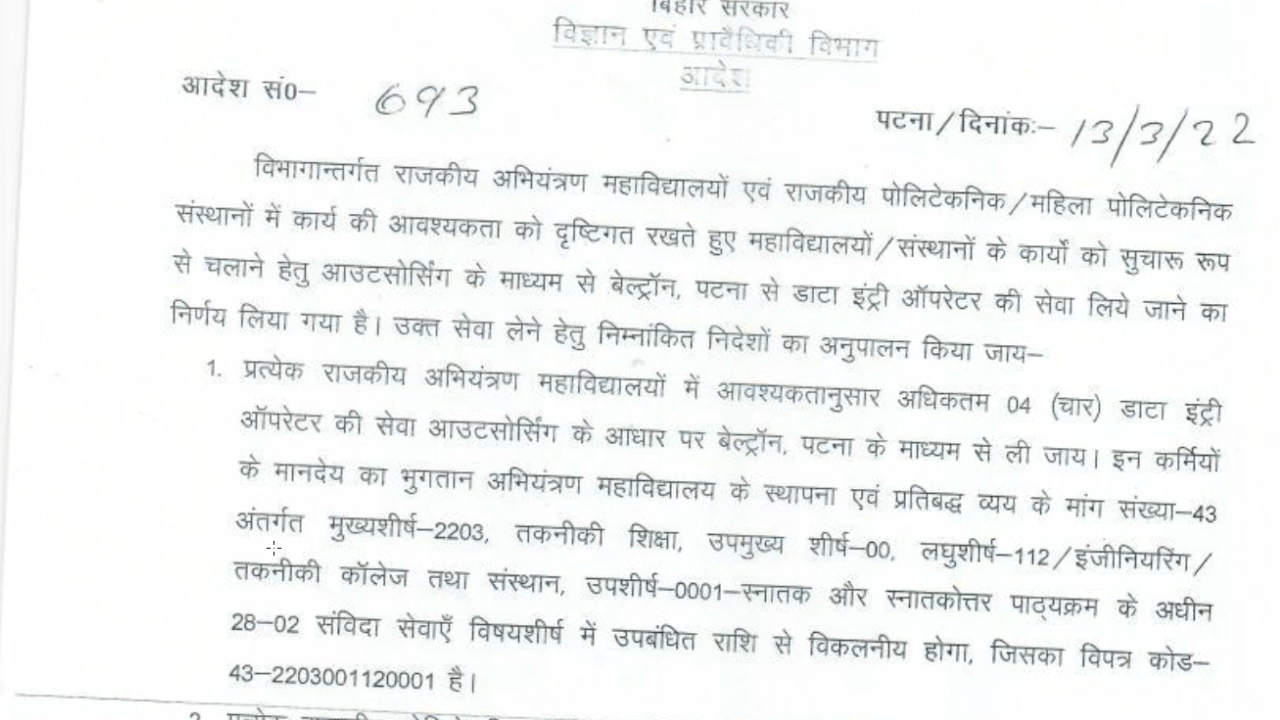 बिहार सरकार
विज्ञान एवं प्रावैधिकी विभाग
आदेश
आदेश सं0– 693
पटना/दिनांकः– 13/3/22
विभागान्तर्गत राजकीय अभियंत्रण महाविद्यालयों एवं राजकीय पोलिटेकनिक/महिला पोलिटेकनिक
संस्थानों में कार्य की आवश्यकता को दृष्टिगत रखते हुए महाविद्यालयों/संस्थानों के कार्यों को सुचारू रूप
से चलाने हेतु आउटसोर्सिंग के माध्यम से बेल्ट्रॉन, पटना से डाटा इंट्री ऑपरेटर की सेवा लिये जाने का
निर्णय लिया गया है। उक्त सेवा लेने हेतु निम्नांकित निदेशों का अनुपालन किया जाय–
1. प्रत्येक राजकीय अभियंत्रण महाविद्यालयों में आवश्यकतानुसार अधिकतम 04 (चार) डाटा इंट्री
ऑपरेटर की सेवा आउटसोर्सिंग के आधार पर बेल्ट्रॉन, पटना के माध्यम से ली जाय। इन कर्मियों
के मानदेय का भुगतान अभियंत्रण महाविद्यालय के स्थापना एवं प्रतिबद्ध व्यय के मांग संख्या–43
अंतर्गत मुख्यशीर्ष–2203, तकनीकी शिक्षा, उपमुख्य शीर्ष–00, लघुशीर्ष–112/इंजीनियरिंग/
तकनीकी कॉलेज तथा संस्थान, उपशीर्ष–0001–स्नातक और स्नातकोत्तर पाठ्यक्रम के अधीन
28–02 संविदा सेवाएँ विषयशीर्ष में उपबंधित राशि से विकलनीय होगा, जिसका विपत्र कोड–
43–2203001120001 है।
2. प्रत्येक